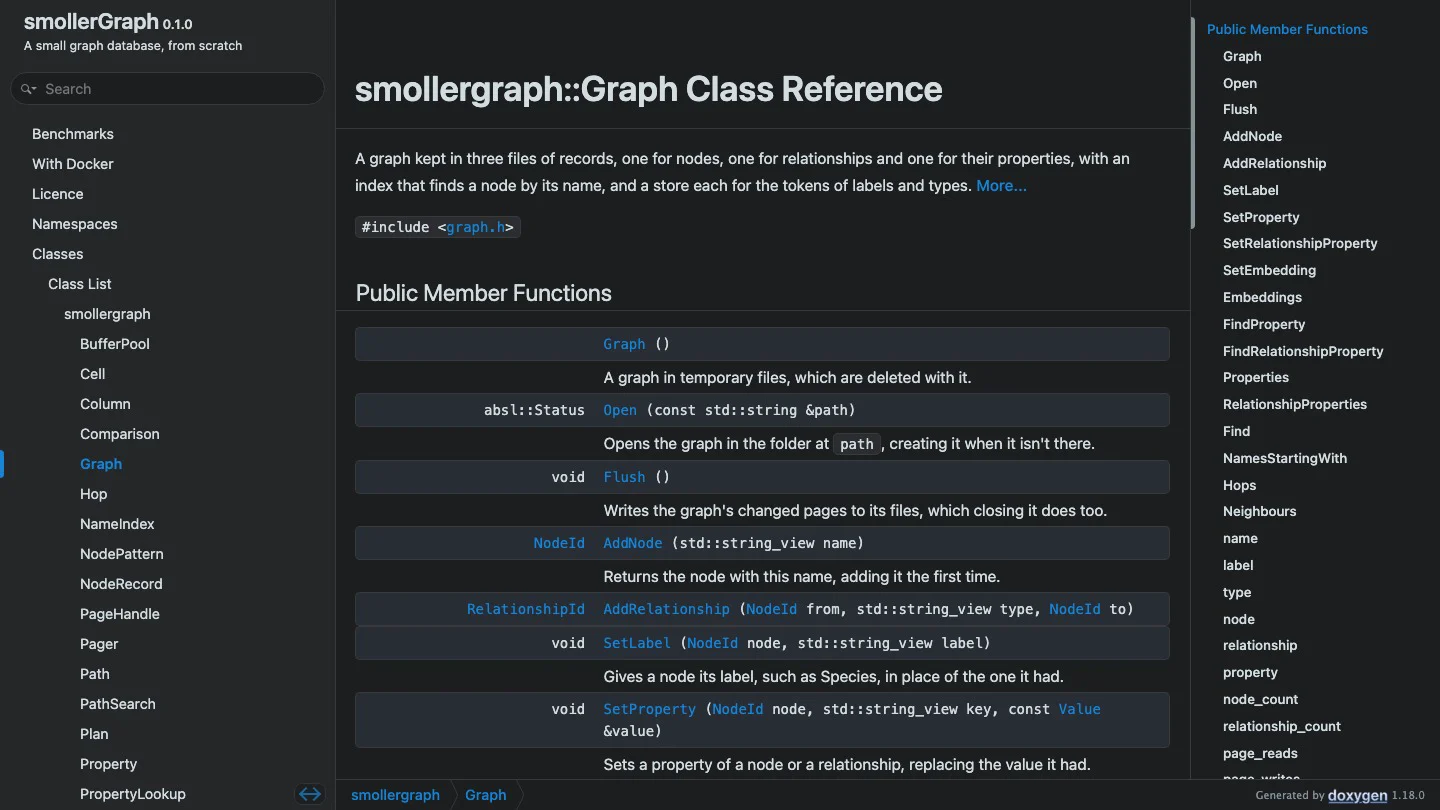 smollerGraph 0.1.0
A small graph database, from scratch
Search
Benchmarks
With Docker
Licence
Namespaces
Classes
Class List
smollergraph
BufferPool
Cell
Column
Comparison
Graph
Hop
NameIndex
NodePattern
NodeRecord
PageHandle
Pager
Path
PathSearch
Plan
Property
PropertyLookup
smollergraph::Graph Class Reference
A graph kept in three files of records, one for nodes, one for relationships and one for their properties, with an
index that finds a node by its name, and a store each for the tokens of labels and types. More...
#include <graph.h>
Public Member Functions
Graph ()
A graph in temporary files, which are deleted with it.
absl::Status Open (const std::string &path)
Opens the graph in the folder at path, creating it when it isn't there.
void Flush ()
Writes the graph's changed pages to its files, which closing it does too.
NodeId AddNode (std::string_view name)
Returns the node with this name, adding it the first time.
RelationshipId AddRelationship (NodeId from, std::string_view type, NodeId to)
void SetLabel (NodeId node, std::string_view label)
Gives a node its label, such as Species, in place of the one it had.
void SetProperty (NodeId node, std::string_view key, const Value
&value)
Sets a property of a node or a relationship, replacing the value it had.
smollergraph Graph
Public Member Functions
Graph
Open
Flush
AddNode
AddRelationship
SetLabel
SetProperty
SetRelationshipProperty
SetEmbedding
Embeddings
FindProperty
FindRelationshipProperty
Properties
RelationshipProperties
Find
NamesStartingWith
Hops
Neighbours
name
label
type
node
relationship
property
node_count
relationship_count
page_reads
page_writes
Generated by doxygen 1.18.0